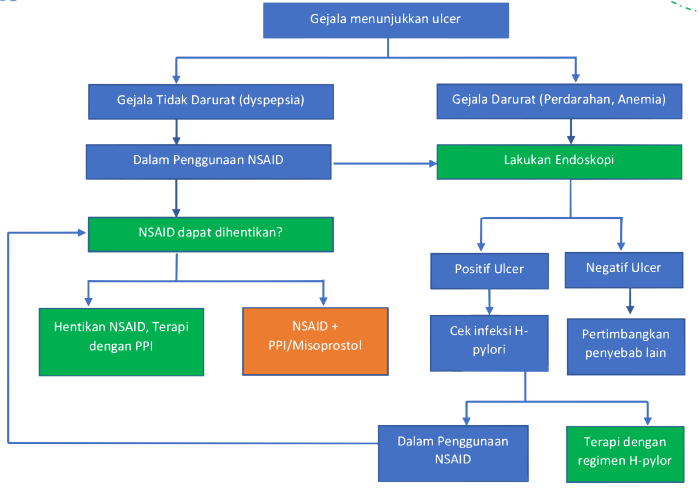 Gejala menunjukkan ulcer
Gejala Tidak Darurat (dyspepsia)
Gejala Darurat (Perdarahan, Anemia)
Dalam Penggunaan NSAID
Lakukan Endoskopi
NSAID dapat dihentikan?
Positif Ulcer
Negatif Ulcer
Hentikan NSAID, Terapi
dengan PPI
NSAID +
PPI/Misoprostol
Cek infeksi H-
pylori
Pertimbangkan
penyebab lain
Dalam Penggunaan
NSAID
Terapi dengan
regimen H-pylor